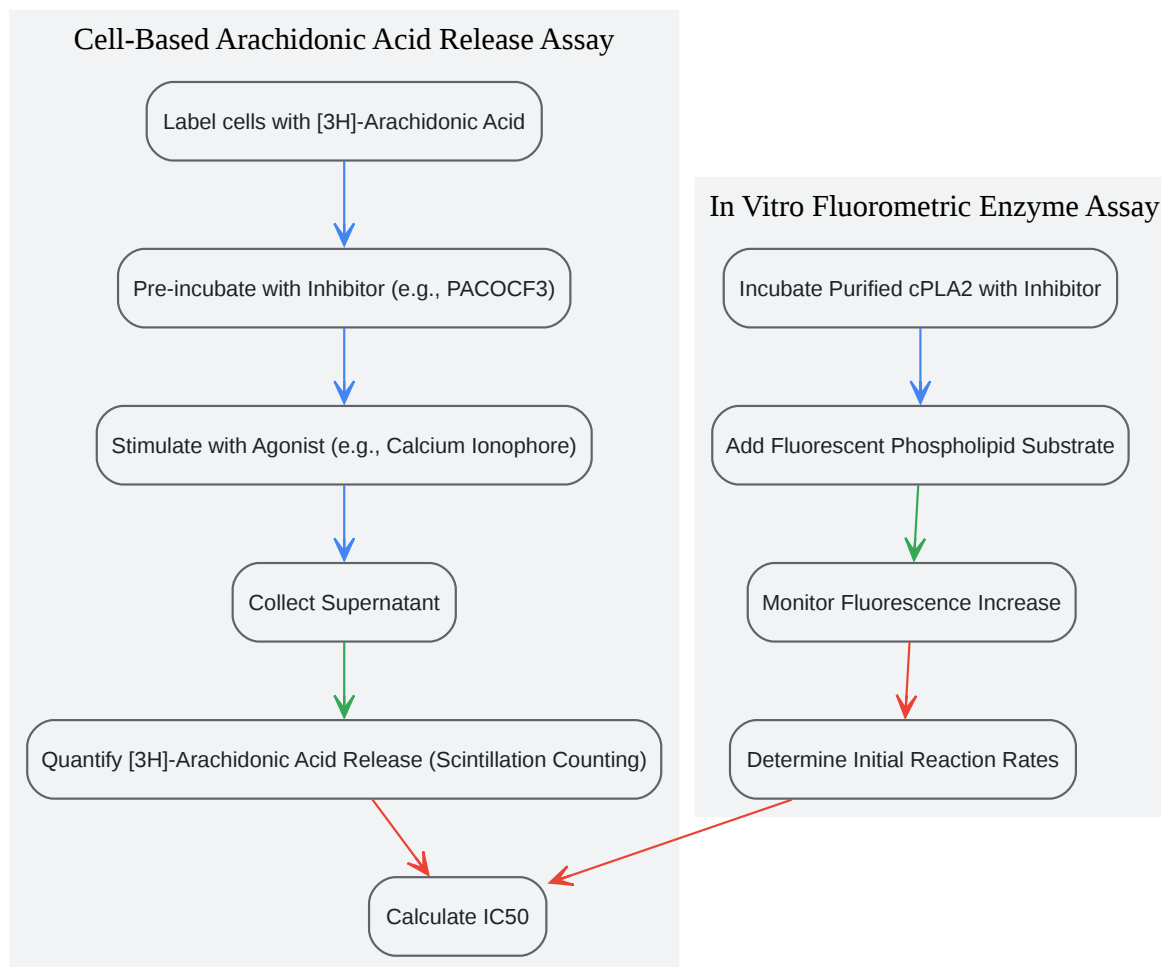 Cell-Based Arachidonic Acid Release Assay
Label cells with [3H]-Arachidonic Acid
Pre-incubate with Inhibitor (e.g., PACOCF3)
Stimulate with Agonist (e.g., Calcium Ionophore)
Collect Supernatant
Quantify [3H]-Arachidonic Acid Release (Scintillation Counting)
Calculate IC50
In Vitro Fluorometric Enzyme Assay
Incubate Purified cPLA2 with Inhibitor
Add Fluorescent Phospholipid Substrate
Monitor Fluorescence Increase
Determine Initial Reaction Rates